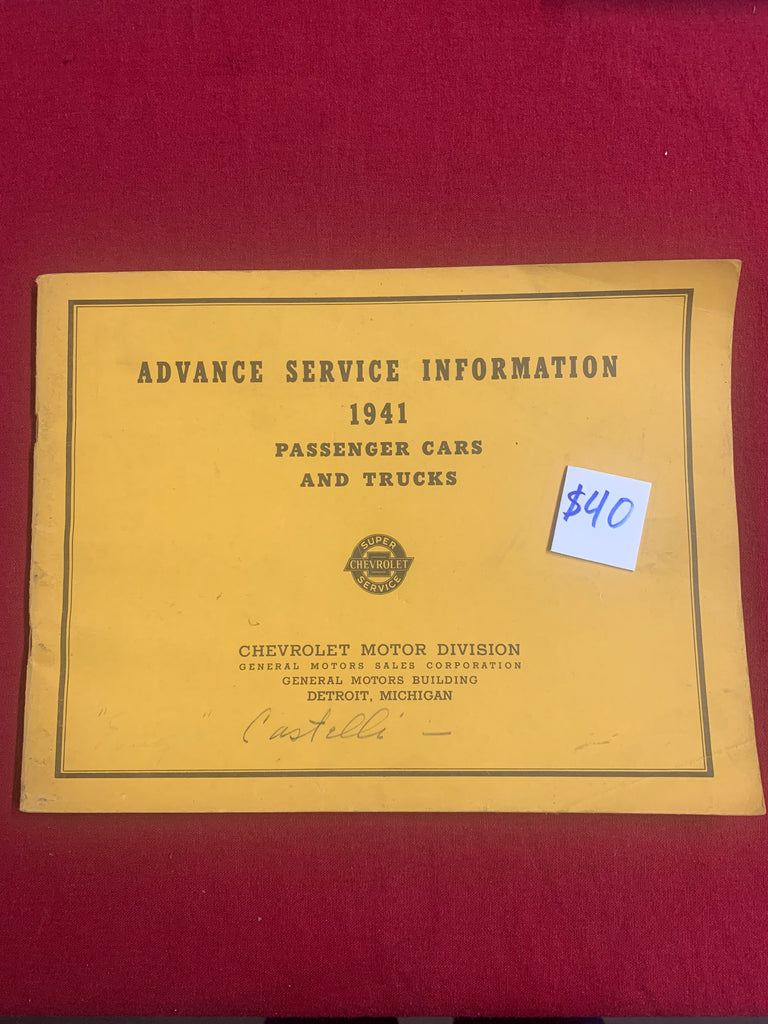 ADVANCE SERVICE INFORMATION
1941
PASSENGER CARS
AND TRUCKS
$40
SUPER
CHEVROLET
SERVICE
CHEVROLET MOTOR DIVISION
GENERAL MOTORS SALES CORPORATION
GENERAL MOTORS BUILDING
DETROIT, MICHIGAN
Castelli —